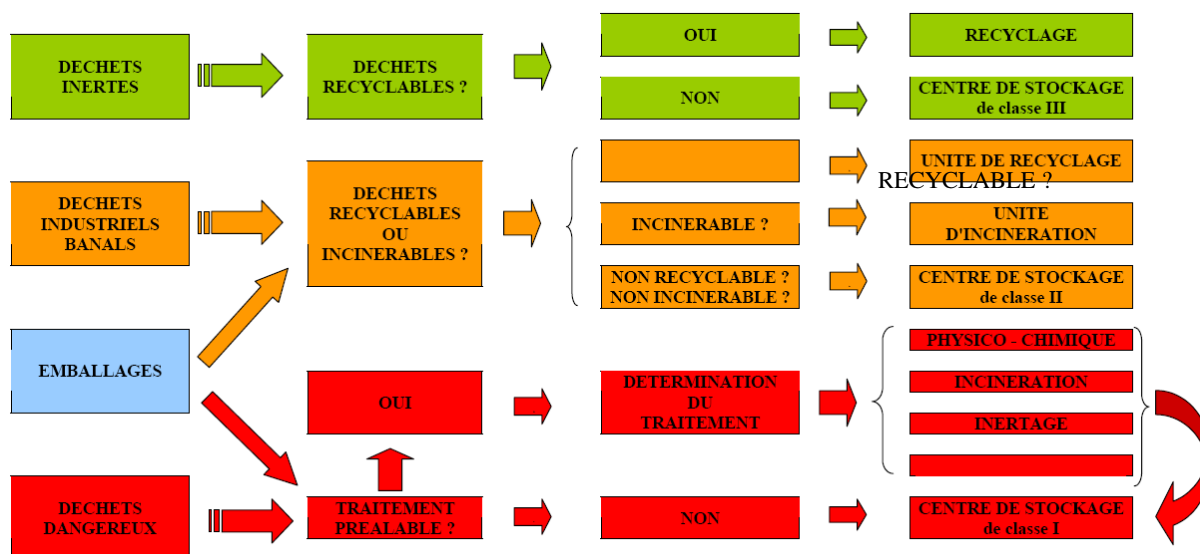 DECHETS
INERTES
DECHETS
RECYCLABLES ?
OUI
RECYCLAGE
NON
CENTRE DE STOCKAGE
de classe III
DECHETS
INDUSTRIELS
BANALS
DECHETS
RECYCLABLES
OU
INCINERABLES ?
UNITE DE RECYCLAGE
RECYCLABLE ?
INCINERABLE ?
UNITE
D'INCINERATION
NON RECYCLABLE ?
NON INCINERABLE ?
CENTRE DE STOCKAGE
de classe II
EMBALLAGES
OUI
DETERMINATION
DU
TRAITEMENT
PHYSICO - CHIMIQUE
INCINERATION
INERTAGE
DECHETS
DANGEREUX
TRAITEMENT
PREALABLE ?
NON
CENTRE DE STOCKAGE
de classe I